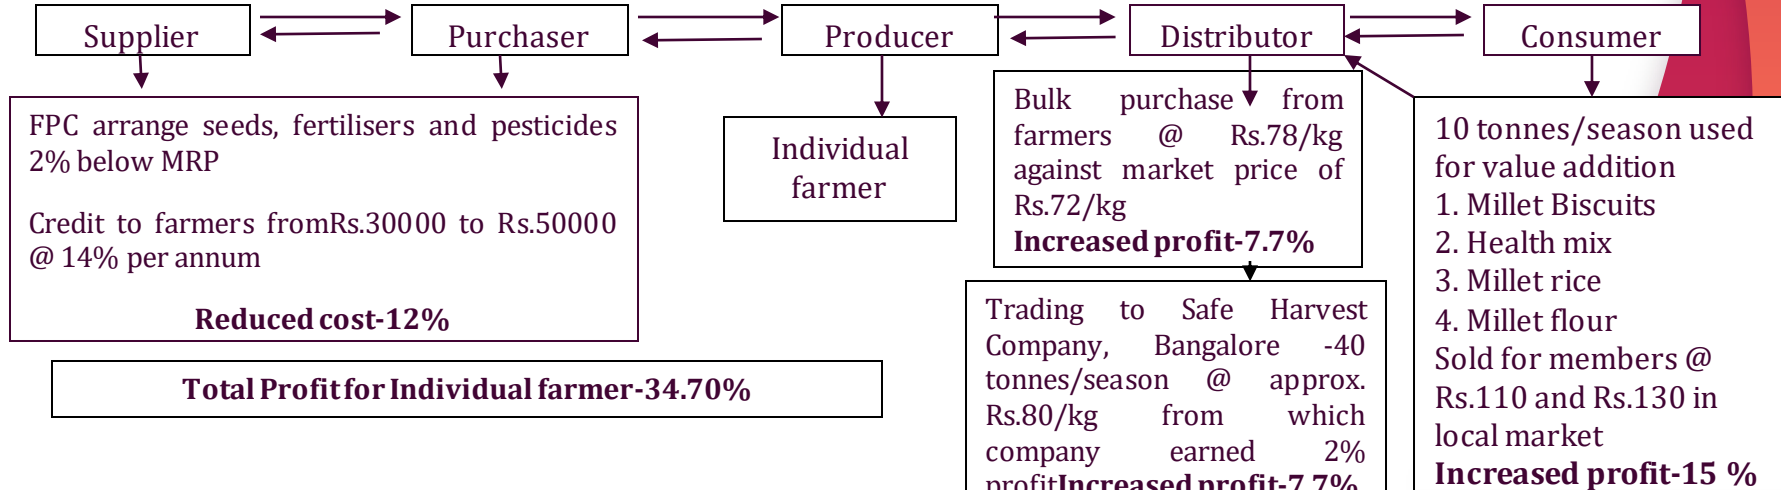 Supplier
Purchaser
Producer
Distributor
Consumer
FPC arrange seeds, fertilisers and pesticides
2% below MRP
Credit to farmers fromRs.30000 to Rs.50000
@ 14% per annum
Reduced cost-12%
Total Profit for Individual farmer-34.70%
Individual
farmer
Bulk purchase from
farmers @ Rs.78/kg
against market price of
Rs.72/kg
Increased profit-7.7%
Trading to Safe Harvest
Company, Bangalore -40
tonnes/season @ approx.
Rs.80/kg from which
company earned 2%
profitIncreased profit-7.7%
10 tonnes/season used
for value addition
1. Millet Biscuits
2. Health mix
3. Millet rice
4. Millet flour
Sold for members @
Rs.110 and Rs.130 in
local market
Increased profit-15 %